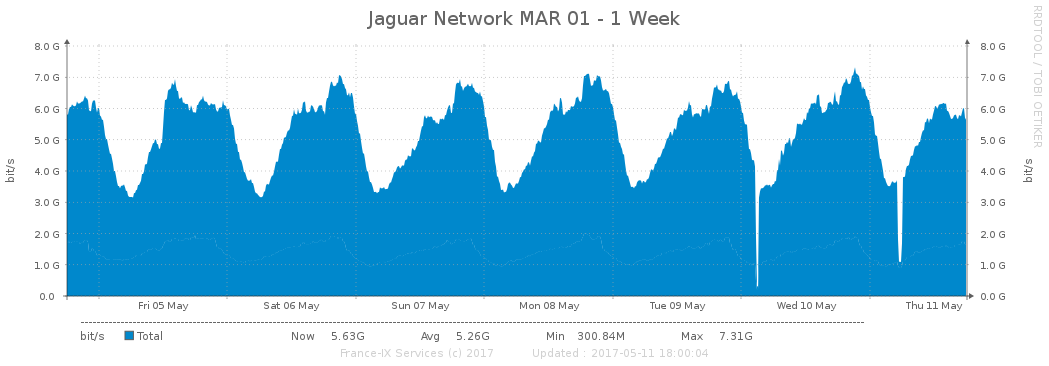 Jaguar Network MAR 01 - 1 Week
RRDTOOL / TOBI OETIKER
bit/s
bit/s
8.0 G 8.0 G
7.0 G 7.0 G
6.0 G 6.0 G
5.0 G 5.0 G
4.0 G 4.0 G
3.0 G 3.0 G
2.0 G 2.0 G
1.0 G 1.0 G
0.0 0.0 G
Fri 05 May Sat 06 May Sun 07 May Mon 08 May Tue 09 May Wed 10 May Thu 11 May
bit/s Total Now 5.63G Avg 5.26G Min 300.84M Max 7.31G
France-IX Services (c) 2017 Updated : 2017-05-11 18:00:04